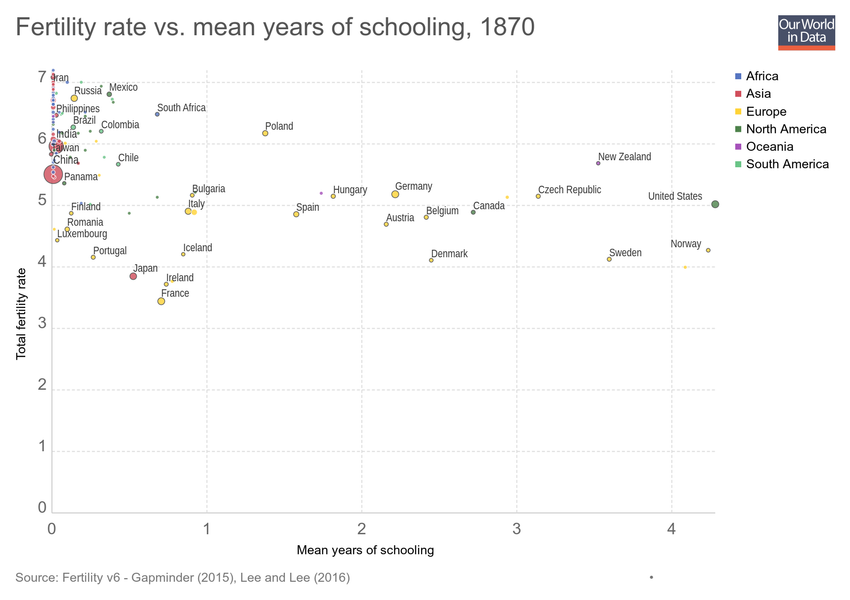 Fertility rate vs. mean years of schooling, 1870
Our World
in Data
7
6
5
4
3
2
1
0
Total fertility rate
Iran
Russia
Mexico
Philippines
Brazil
Colombia
South Africa
India
Taiwan
China
Chile
Panama
Poland
New Zealand
Bulgaria
Hungary
Germany
Czech Republic
United States
Finland
Italy
Spain
Austria
Belgium
Canada
Romania
Luxembourg
Portugal
Iceland
Denmark
Sweden
Norway
Japan
Ireland
France
0 1 2 3 4
Mean years of schooling
Africa
Asia
Europe
North America
Oceania
South America
Source: Fertility v6 - Gapminder (2015), Lee and Lee (2016)